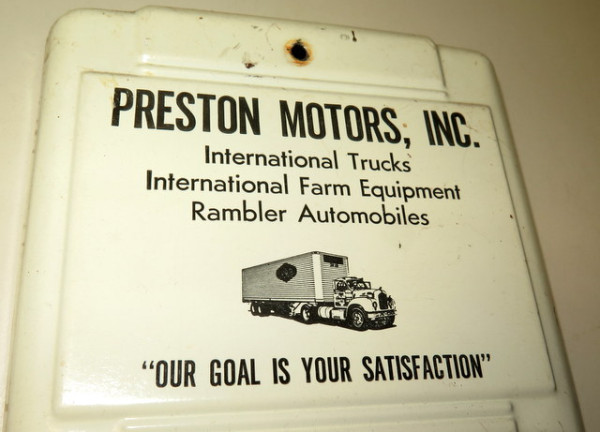 PRESTON MOTORS, INC.
International Trucks
International Farm Equipment
Rambler Automobiles
"OUR GOAL IS YOUR SATISFACTION"